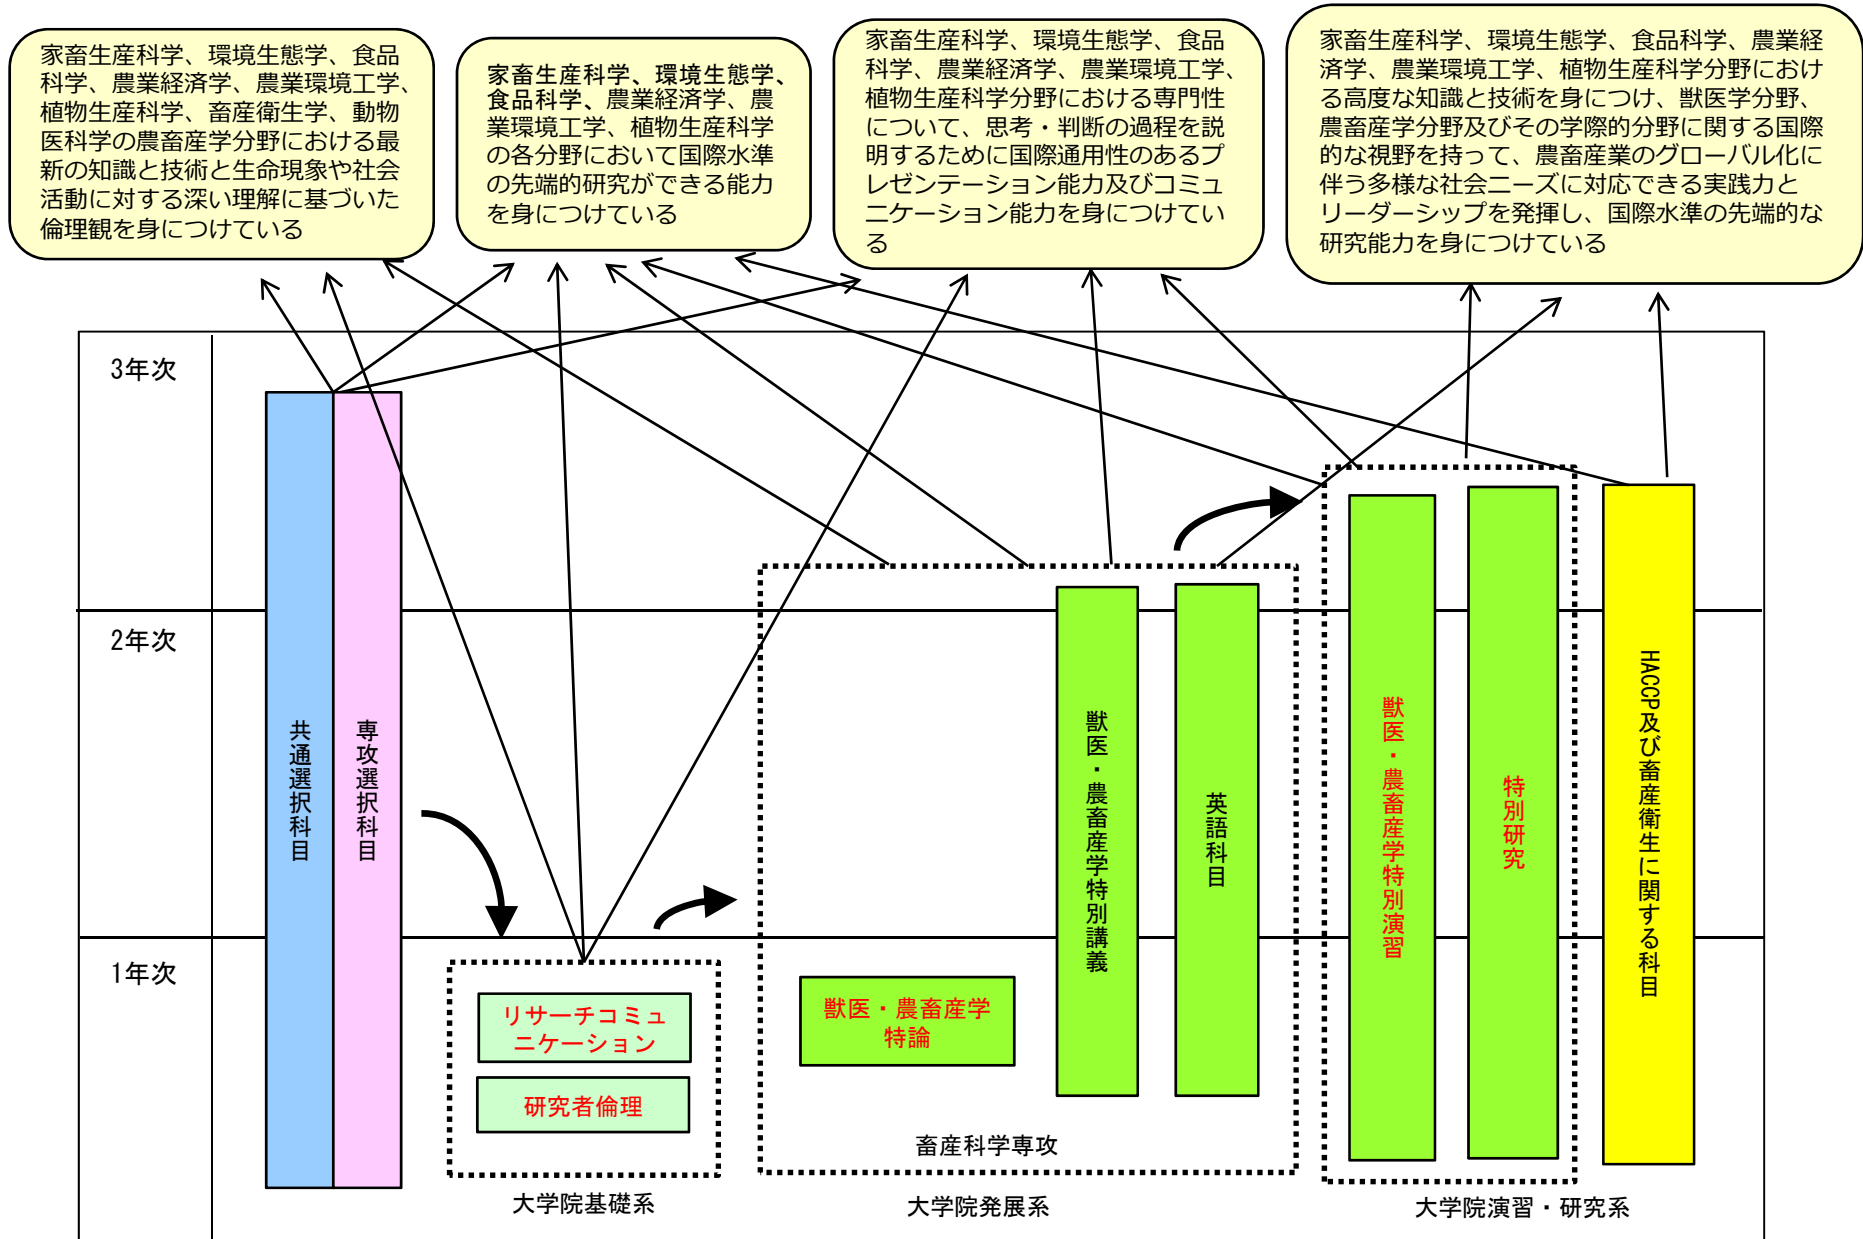 家畜生産科学、環境生態学、食品
科学、農業経済学、農業環境工学、
植物生産科学、畜産衛生学、動物
医科学の農畜産学分野における最
新の知識と技術と生命現象や社会
活動に対する深い理解に基づいた
倫理観を身につけている
家畜生産科学、環境生態学、
食品科学、農業経済学、農
業環境工学、植物生産科学
の各分野において国際水準
の先端的研究ができる能力
を身につけている
家畜生産科学、環境生態学、食品
科学、農業経済学、農業環境工学、
植物生産科学分野における専門性
について、思考・判断の過程を説
明するために国際通用性のあるプ
レゼンテーション能力及びコミュ
ニケーション能力を身につけてい
る
家畜生産科学、環境生態学、食品科学、農業経
済学、農業環境工学、植物生産科学分野におけ
る高度な知識と技術を身につけ、獣医学分野、
農畜産学分野及びその学際的分野に関する国際
的な視野を持って、農畜産業のグローバル化に
伴う多様な社会ニーズに対応できる実践力と
リーダーシップを発揮し、国際水準の先端的な
研究能力を身につけている
3年次
2年次
1年次
共通選択科目
専攻選択科目
リサーチコミュ
ニケーション
研究者倫理
大学院基礎系
獣医・農畜産学
特論
獣医・農畜産学特別講義
英語科目
畜産科学専攻
大学院発展系
獣医・農畜産学特別演習
特別研究
大学院演習・研究系
HACCP及び畜産衛生に関する科目